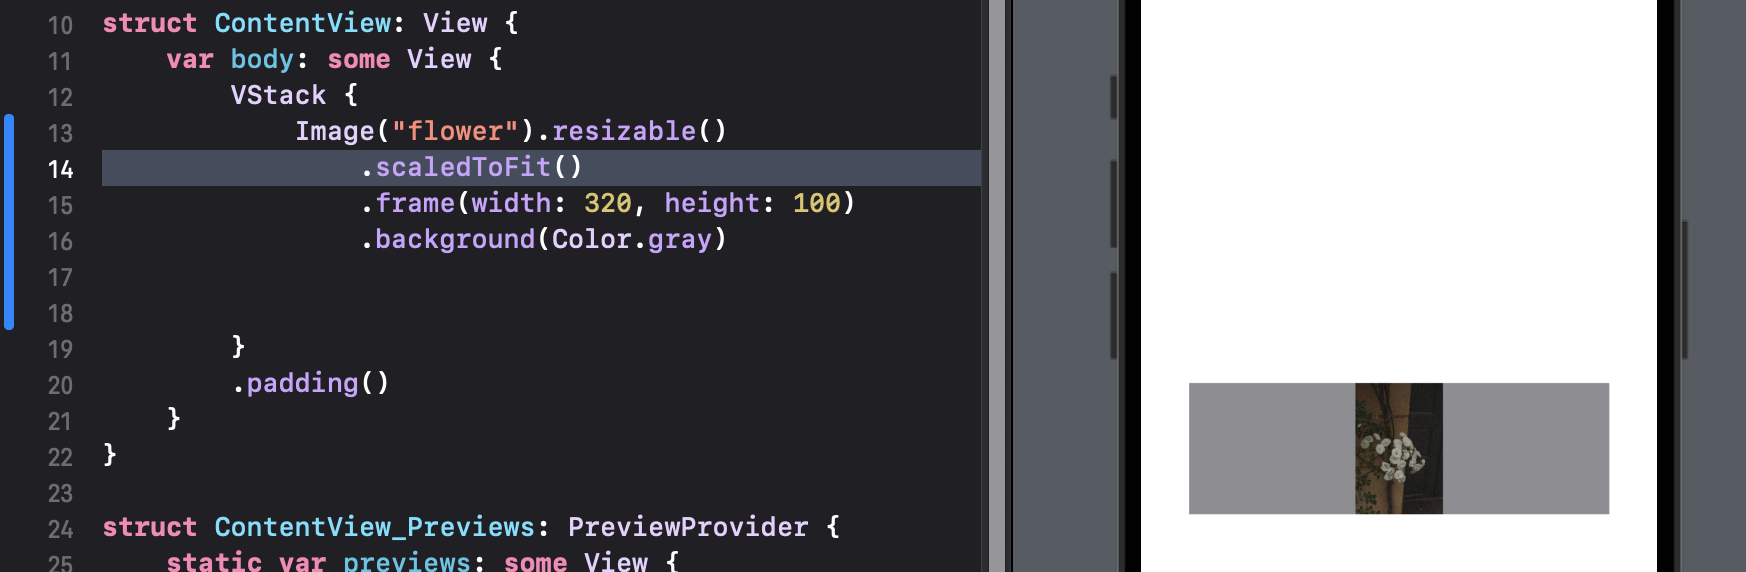 10 struct ContentView: View {
11 var body: some View {
12 VStack {
13 Image("flower").resizable()
14 .scaledToFit()
15 .frame(width: 320, height: 100)
16 .background(Color.gray)
17
18
19 }
20 .padding()
21 }
22 }
23
24 struct ContentView_Previews: PreviewProvider {
25 static var previews: some View {